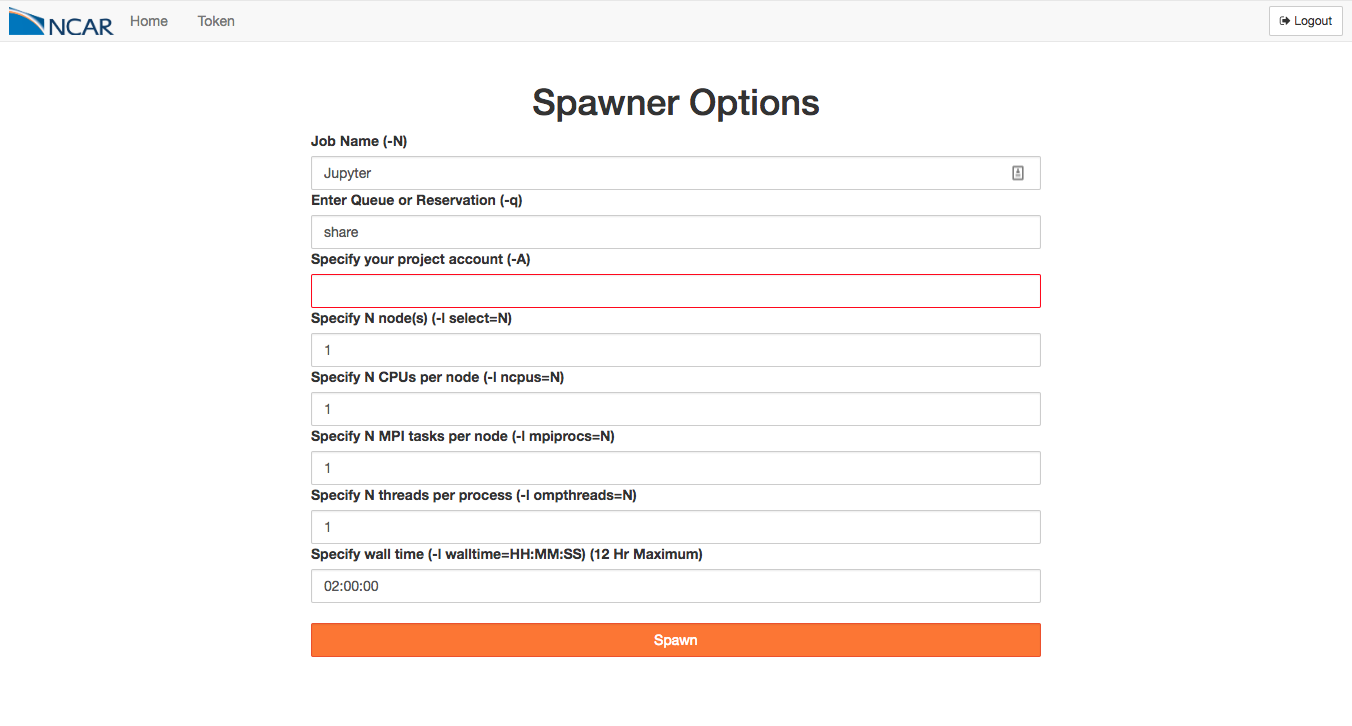 NCAR Home Token Logout
Spawner Options
Job Name (-N)
Jupyter
Enter Queue or Reservation (-q)
share
Specify your project account (-A)
Specify N node(s) (-l select=N)
1
Specify N CPUs per node (-l ncpus=N)
1
Specify N MPI tasks per node (-l mpiprocs=N)
1
Specify N threads per process (-l ompthreads=N)
1
Specify wall time (-l walltime=HH:MM:SS) (12 Hr Maximum)
02:00:00
Spawn